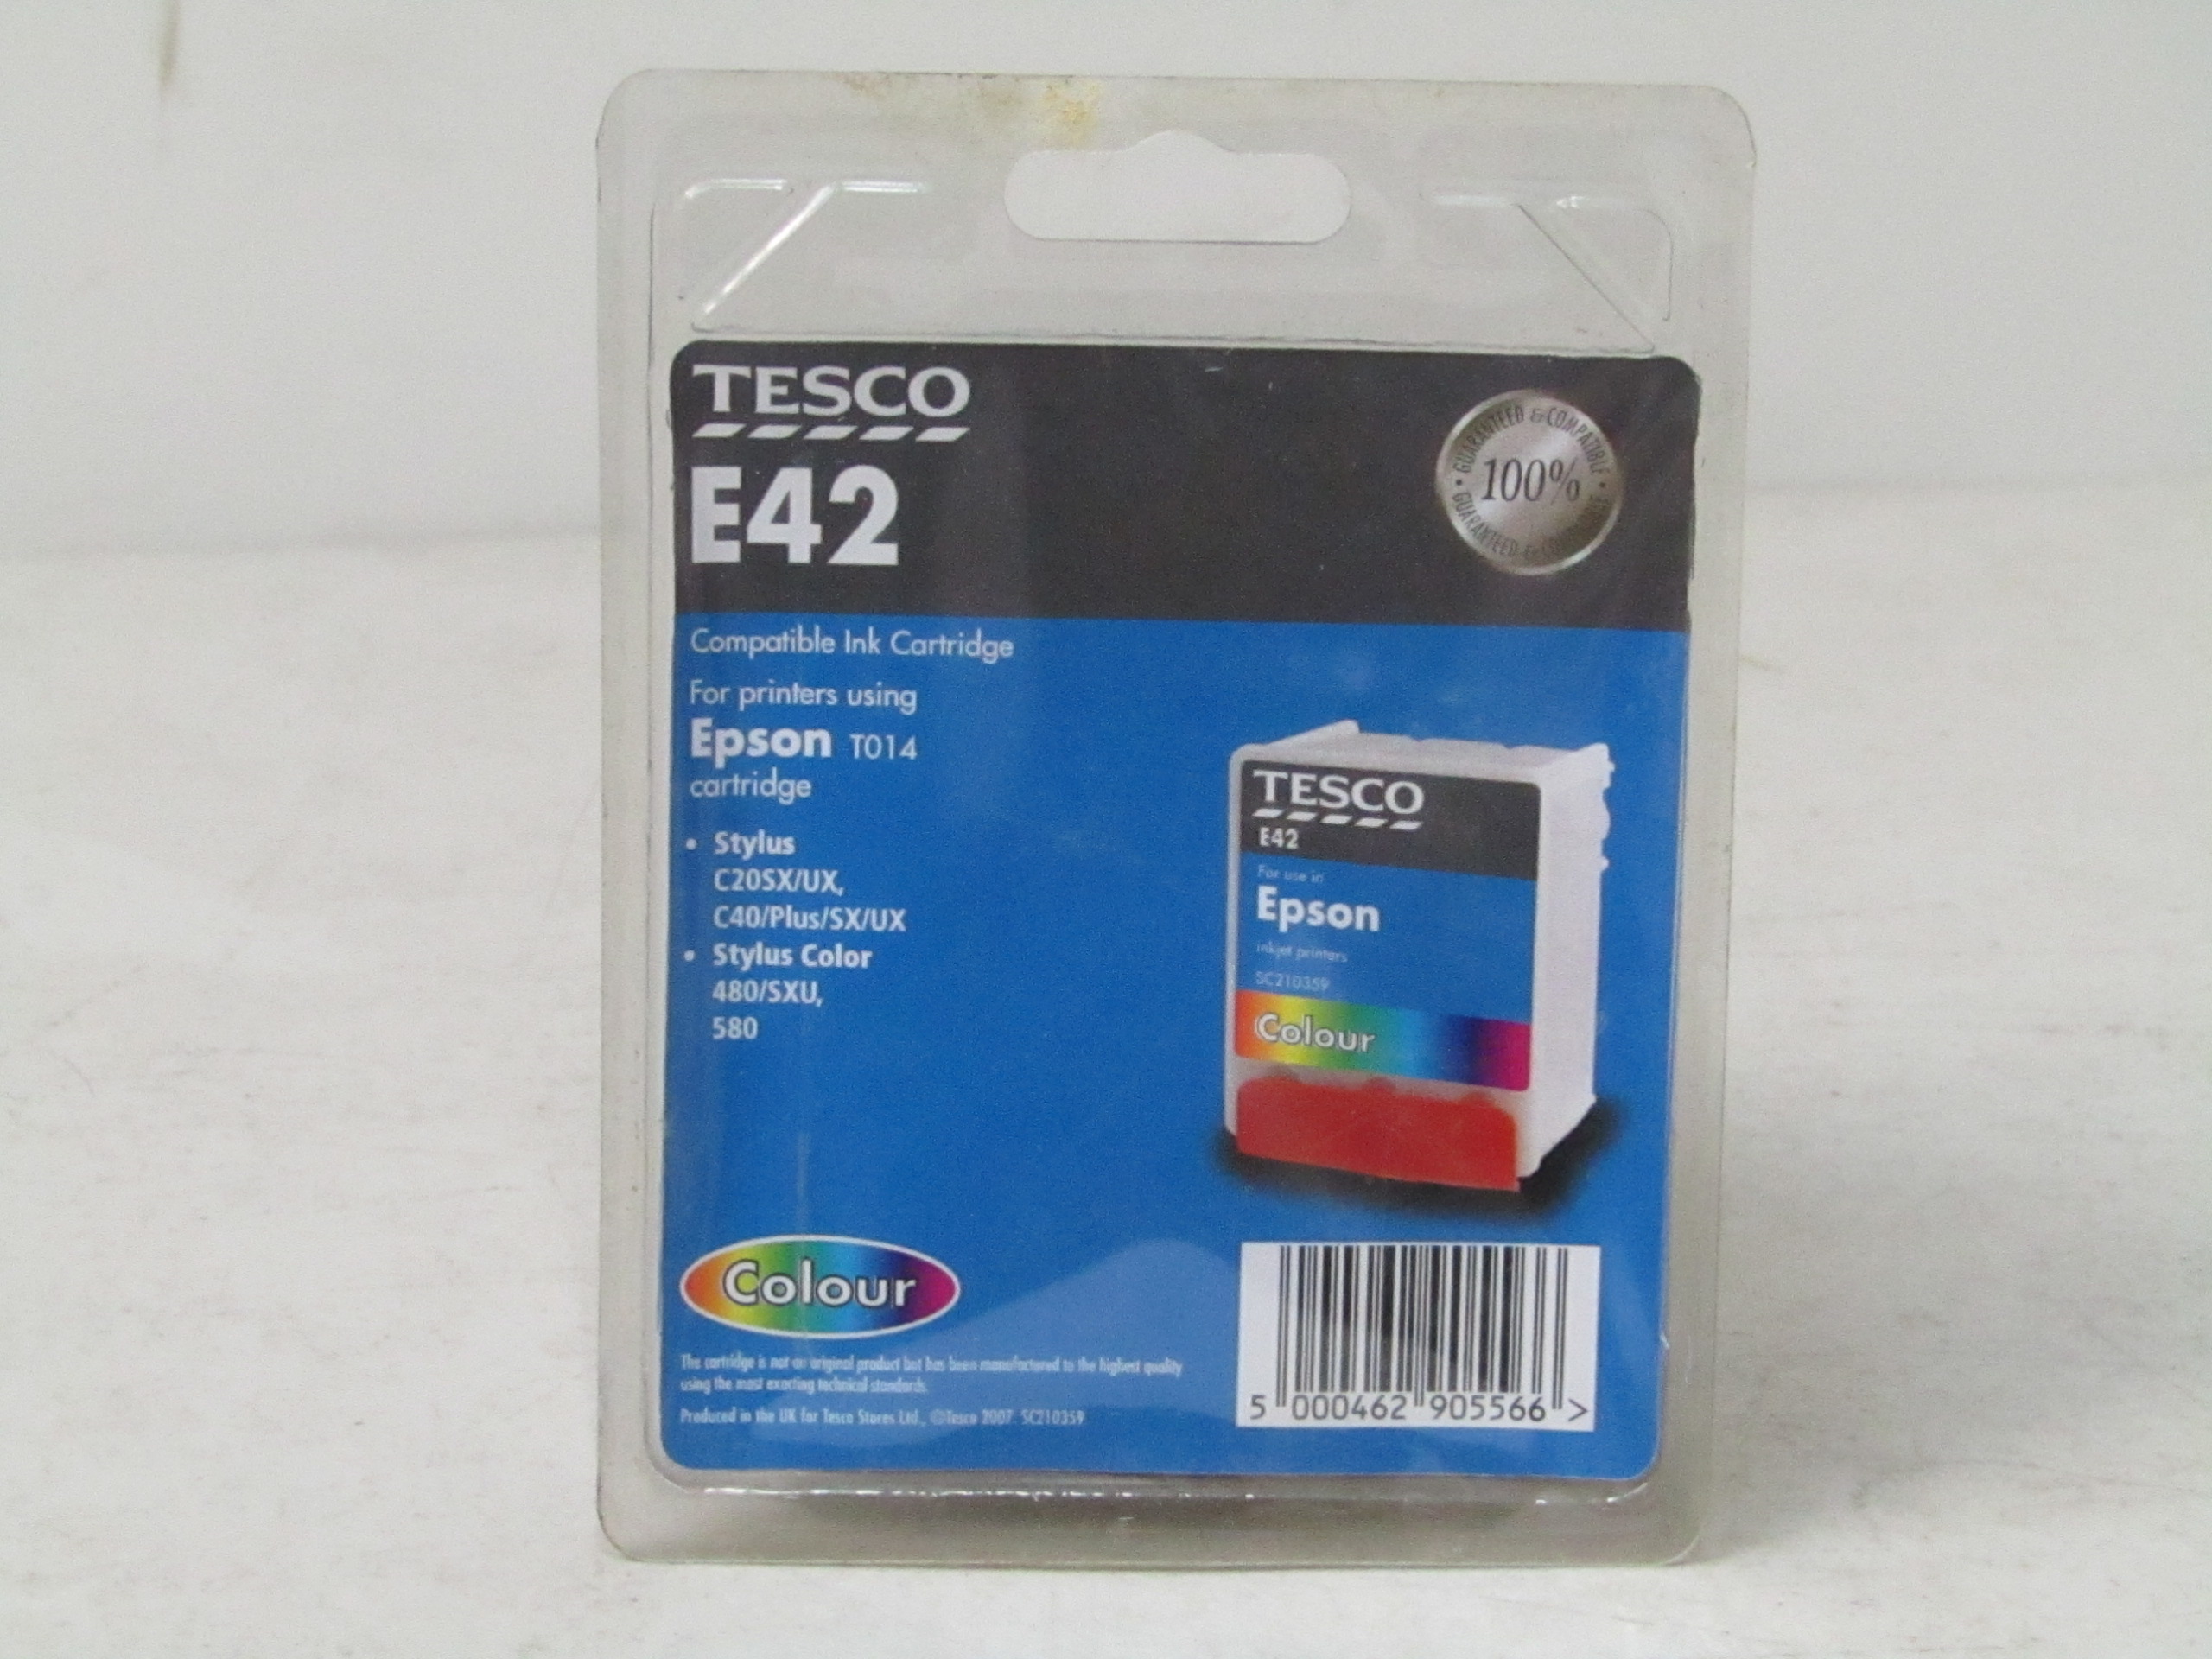 TESCO
E42
GUARANTEED & COMPATIBLE
100%
GUARANTEED & COMPATIBLE
Compatible Ink Cartridge
For printers using
Epson T014
cartridge
• Stylus
C20SX/UX,
C40/Plus/SX/UX
• Stylus Color
480/SXU,
580
TESCO
E42
For use in
Epson
inkjet printers
SC210359
Colour
Colour
The cartridge is not an original product but has been manufactured to the highest quality
using the most exacting technical standards.
Produced in the UK for Tesco Stores Ltd., ©Tesco 2007. SC210359
5 000462 905566 >